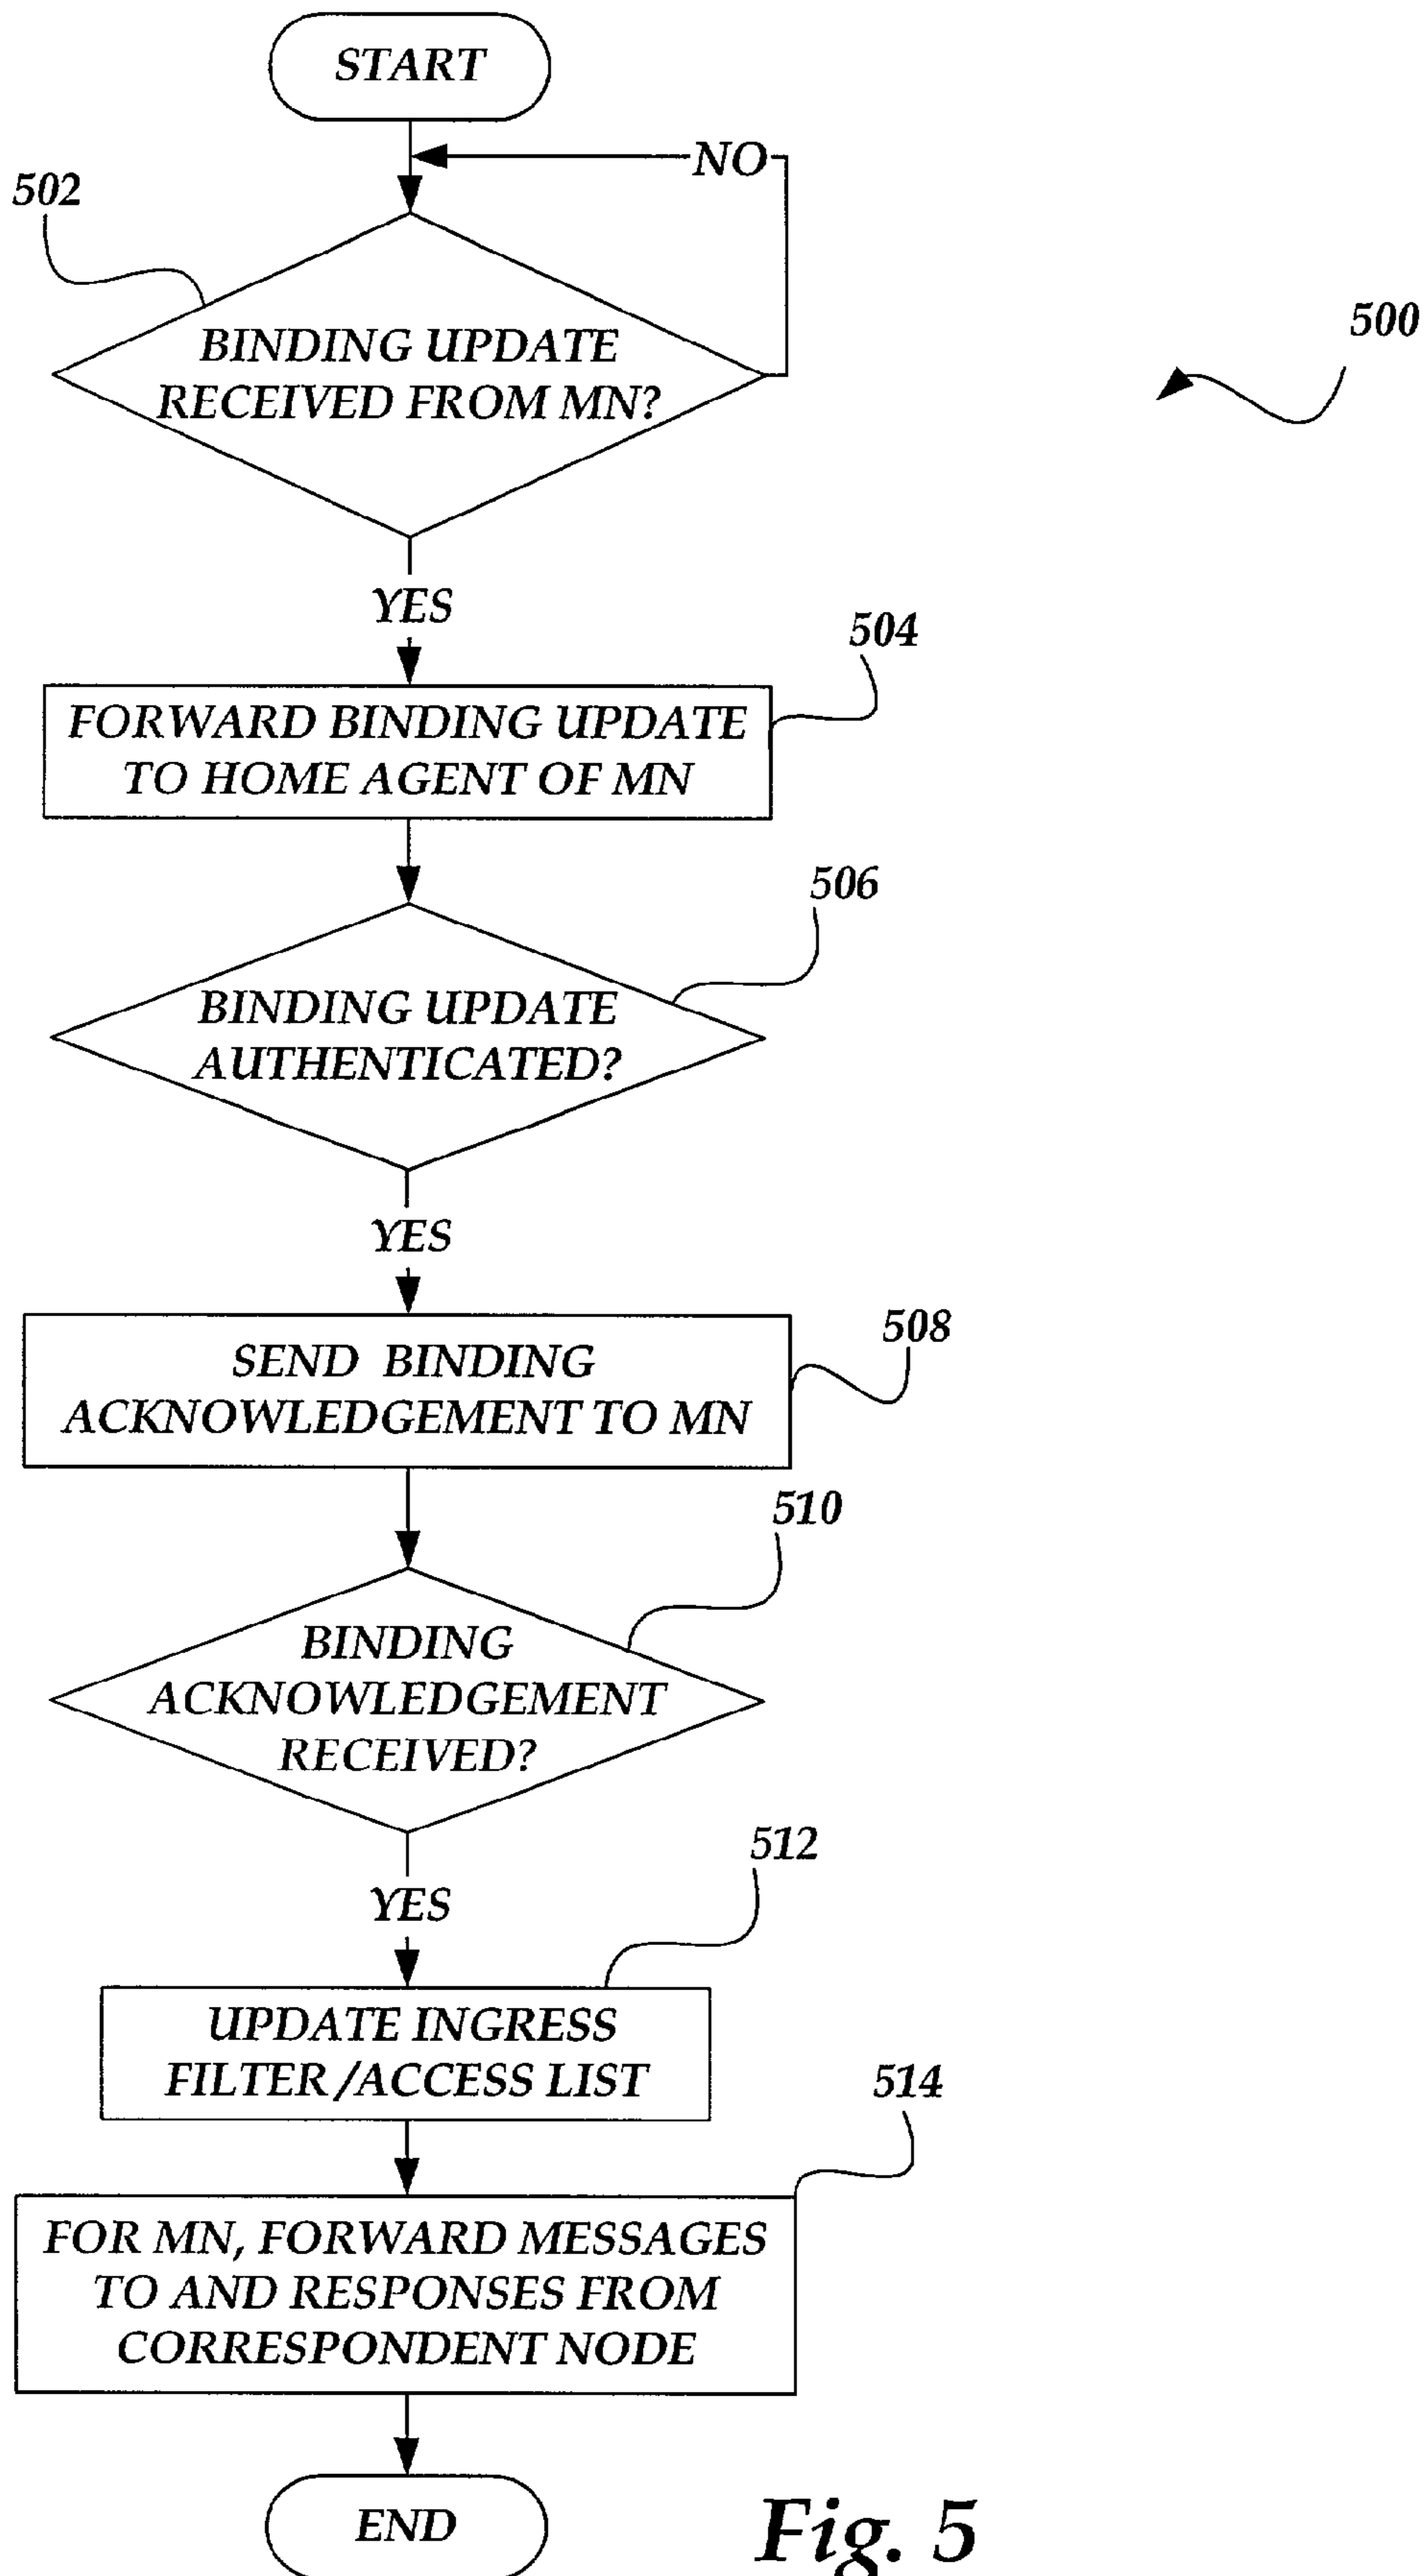 START
NO
502
500
BINDING UPDATE
RECEIVED FROM MN?
YES
504
FORWARD BINDING UPDATE
TO HOME AGENT OF MN
506
BINDING UPDATE
AUTHENTICATED?
YES
508
SEND BINDING
ACKNOWLEDGEMENT TO MN
510
BINDING
ACKNOWLEDGEMENT
RECEIVED?
512
YES
UPDATE INGRESS
FILTER/ACCESS LIST
514
FOR MN, FORWARD MESSAGES
TO AND RESPONSES FROM
CORRESPONDENT NODE
END
Fig. 5